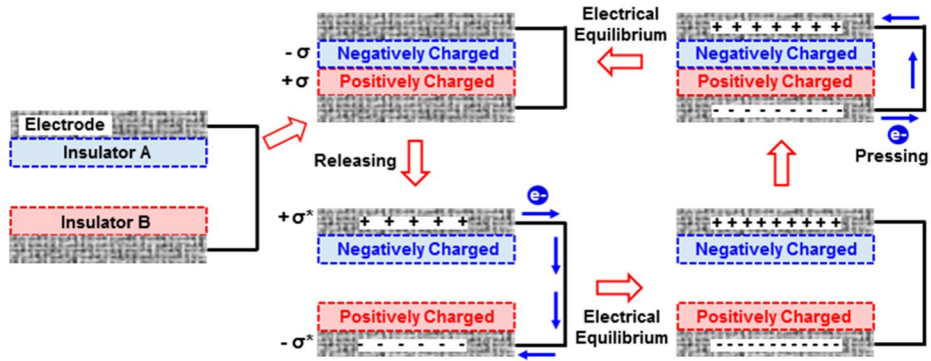 Electrode
Insulator A
Insulator B
- σ
+ σ
Negatively Charged
Positively Charged
Electrical
Equilibrium
+ + + + + + +
Negatively Charged
Positively Charged
- - - - - - - -
e-
Pressing
Releasing
+ σ*
+ + + + +
e-
Negatively Charged
Positively Charged
- σ*
- - - - - -
Electrical
Equilibrium
+ + + + + + + + +
Negatively Charged
Positively Charged
- - - - - - - - - - -